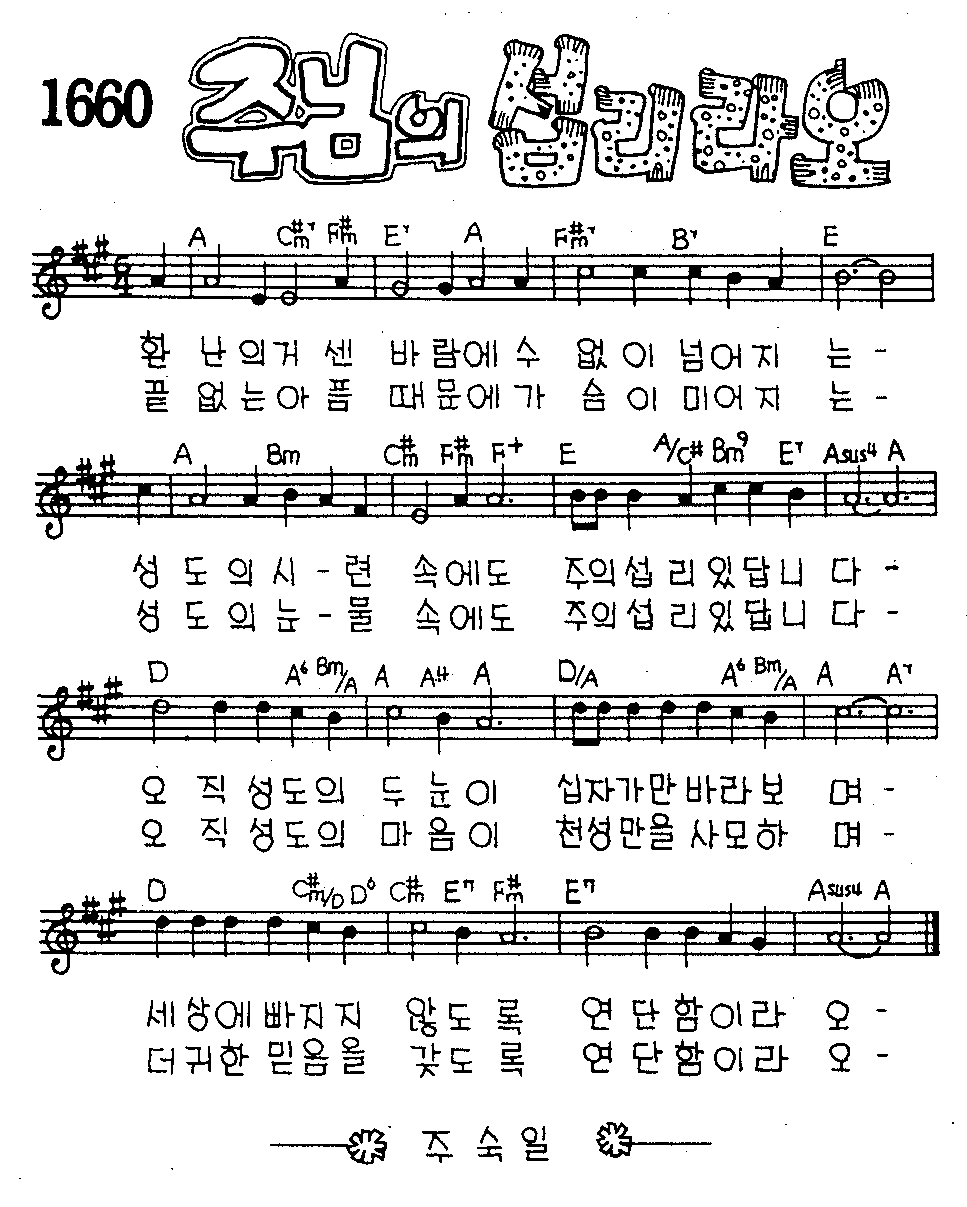 1660 주님의 섭리라오
A C#m7 F#m E7 A F#m7 B7 E
환 난의거 센 바람에수 없이넘어지 는-
끝 없는아 픔 때문에가 슴이미어지 는-
A Bm C#m F#m F+ E A/C# Bm9 E7 Asus4 A
성 도의시-련 속에도 주의섭리있답니다-
성 도의눈-물 속에도 주의섭리있답니다-
D A6 Bm/A A A4 A D/A A6 Bm/A A A7
오 직 성도의 두 눈이 십자가만바라보 며-
오 직 성도의 마 음이 천성만을사모하 며-
D C#m/D D6 C#m E7 F#m E7 Asus4 A
세상에빠지지 않도록 연단함이라 오-
더귀한믿음을 갖도록 연단함이라 오-
주숙일